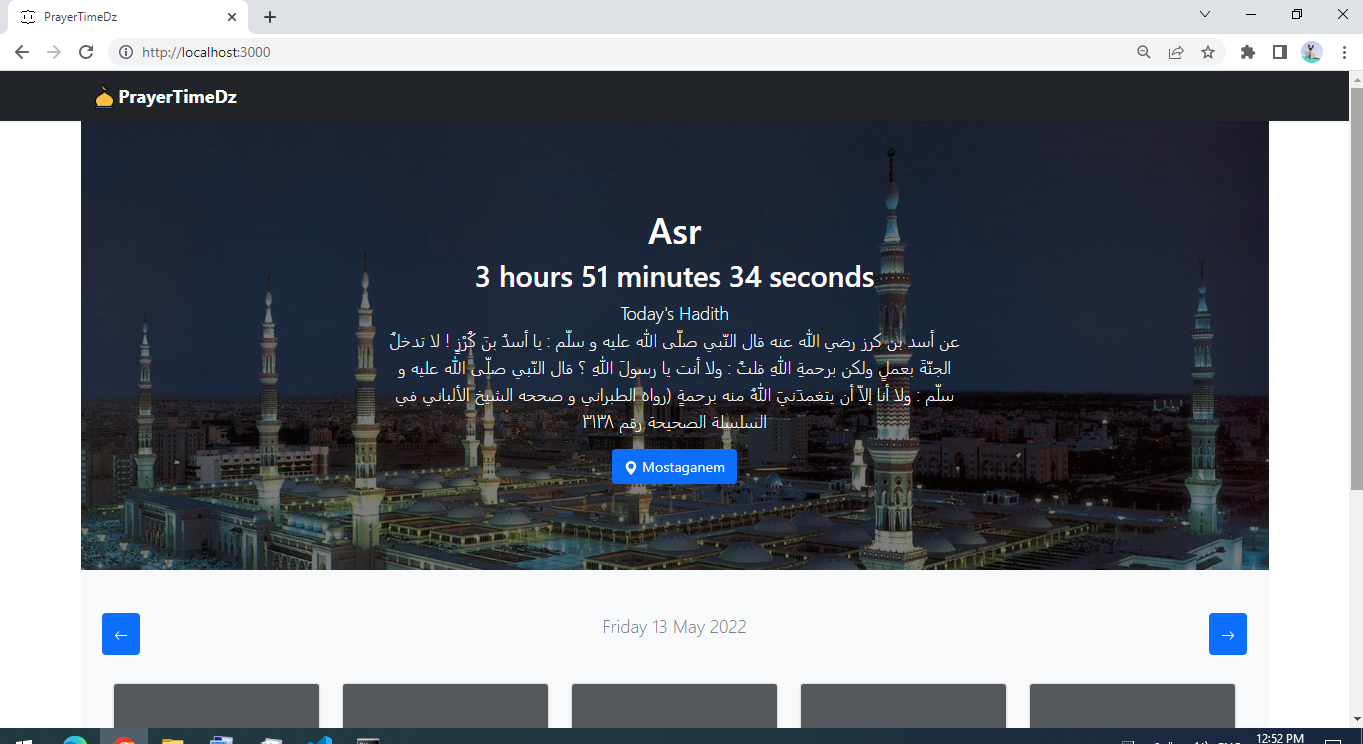 PrayerTimeDz
http://localhost:3000
PrayerTimeDz
Asr
3 hours 51 minutes 34 seconds
Today's Hadith
عن أسد بن كرز رضي الله عنه قال النّبي صلّى الله عليه و سلّم : يا أسدُ بنَ كُرْزٍ ! لا تدخلُ
الجنّةَ بعملٍ ولكن برحمةِ اللهِ قلتُ : ولا أنت يا رسولَ اللهِ ؟ قال النّبي صلّى الله عليه و
سلّم : ولا أنا إلاّ أن يتغمدَنيَ اللهُ منه برحمةٍ (رواه الطبراني و صححه الشيخ الألباني في
السلسلة الصحيحة رقم ٣١٣٨
Mostaganem
Friday 13 May 2022
12:52 PM